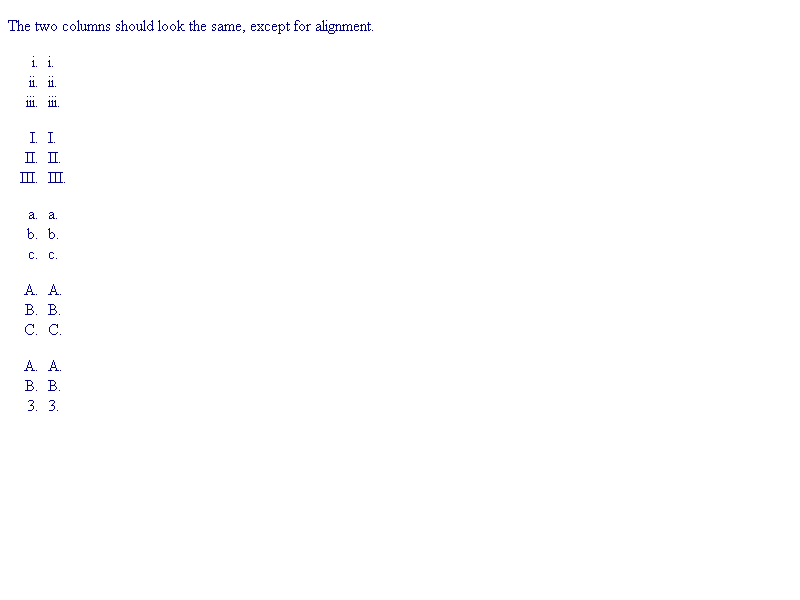 The two columns should look the same, except for alignment.
i. i.
ii. ii.
iii. iii.
I. I.
II. II.
III. III.
a. a.
b. b.
c. c.
A. A.
B. B.
C. C.
A. A.
B. B.
3. 3.